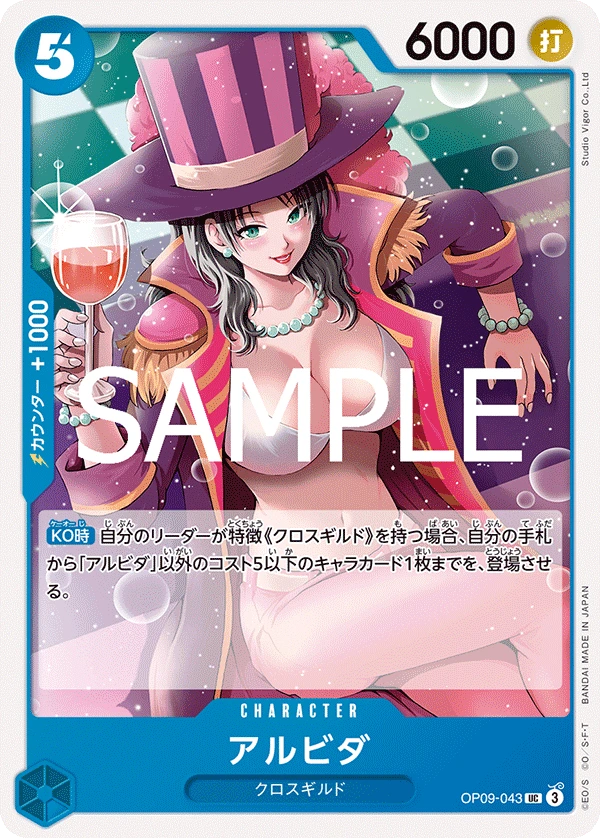 5
6000
打
Studio Vigor Co.,Ltd
カウンター +1000
SAMPLE
KO時 自分のリーダーが特徴《クロスギルド》を持つ場合、自分の手札
から「アルビダ」以外のコスト5以下のキャラカード1枚までを、登場させ
る。
CHARACTER
アルビダ
クロスギルド
OP09-043 UC 3
©E.O/S ©O/S・F・T BANDAI MADE IN JAPAN